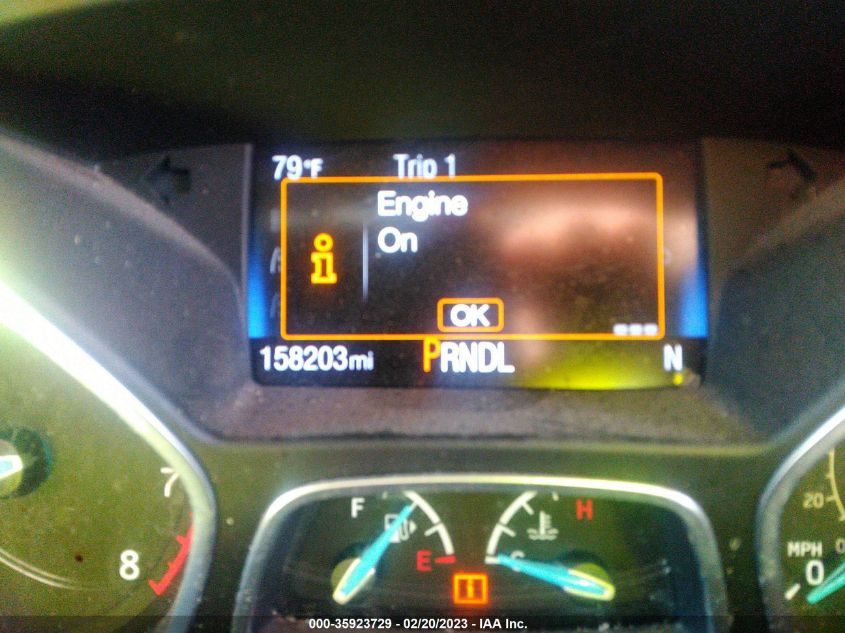 79°F Trip 1
Engine
On
i
OK
158203mi PRNDL N
7
8
F
E
C
H
i
20
MPH
0
0
000-35923729 - 02/20/2023 - IAA Inc.